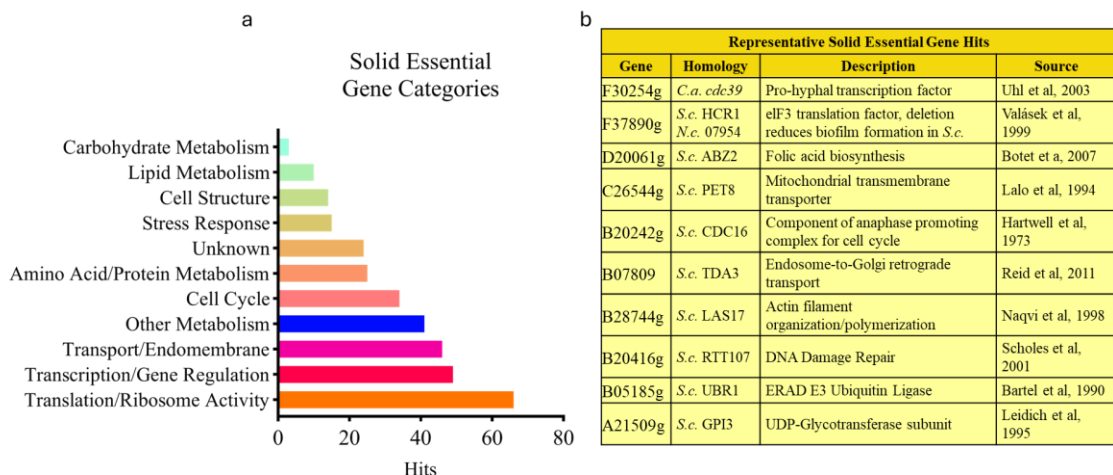 a
Solid Essential
Gene Categories
Carbohydrate Metabolism
Lipid Metabolism
Cell Structure
Stress Response
Unknown
Amino Acid/Protein Metabolism
Cell Cycle
Other Metabolism
Transport/Endomembrane
Transcription/Gene Regulation
Translation/Ribosome Activity
0 20 40 60 80
Hits
b
Representative Solid Essential Gene Hits
Gene Homology Description Source
F30254g C.a. cdc39 Pro-hyphal transcription factor Uhl et al, 2003
F37890g S.c. HCR1 N.c. 07954 eIF3 translation factor, deletion reduces biofilm formation in S.c. Valásek et al, 1999
D20061g S.c. ABZ2 Folic acid biosynthesis Botet et a, 2007
C26544g S.c. PET8 Mitochondrial transmembrane transporter Lalo et al, 1994
B20242g S.c. CDC16 Component of anaphase promoting complex for cell cycle Hartwell et al, 1973
B07809 S.c. TDA3 Endosome-to-Golgi retrograde transport Reid et al, 2011
B28744g S.c. LAS17 Actin filament organization/polymerization Naqvi et al, 1998
B20416g S.c. RTT107 DNA Damage Repair Scholes et al, 2001
B05185g S.c. UBR1 ERAD E3 Ubiquitin Ligase Bartel et al, 1990
A21509g S.c. GPI3 UDP-Glycotransferase subunit Leidich et al, 1995